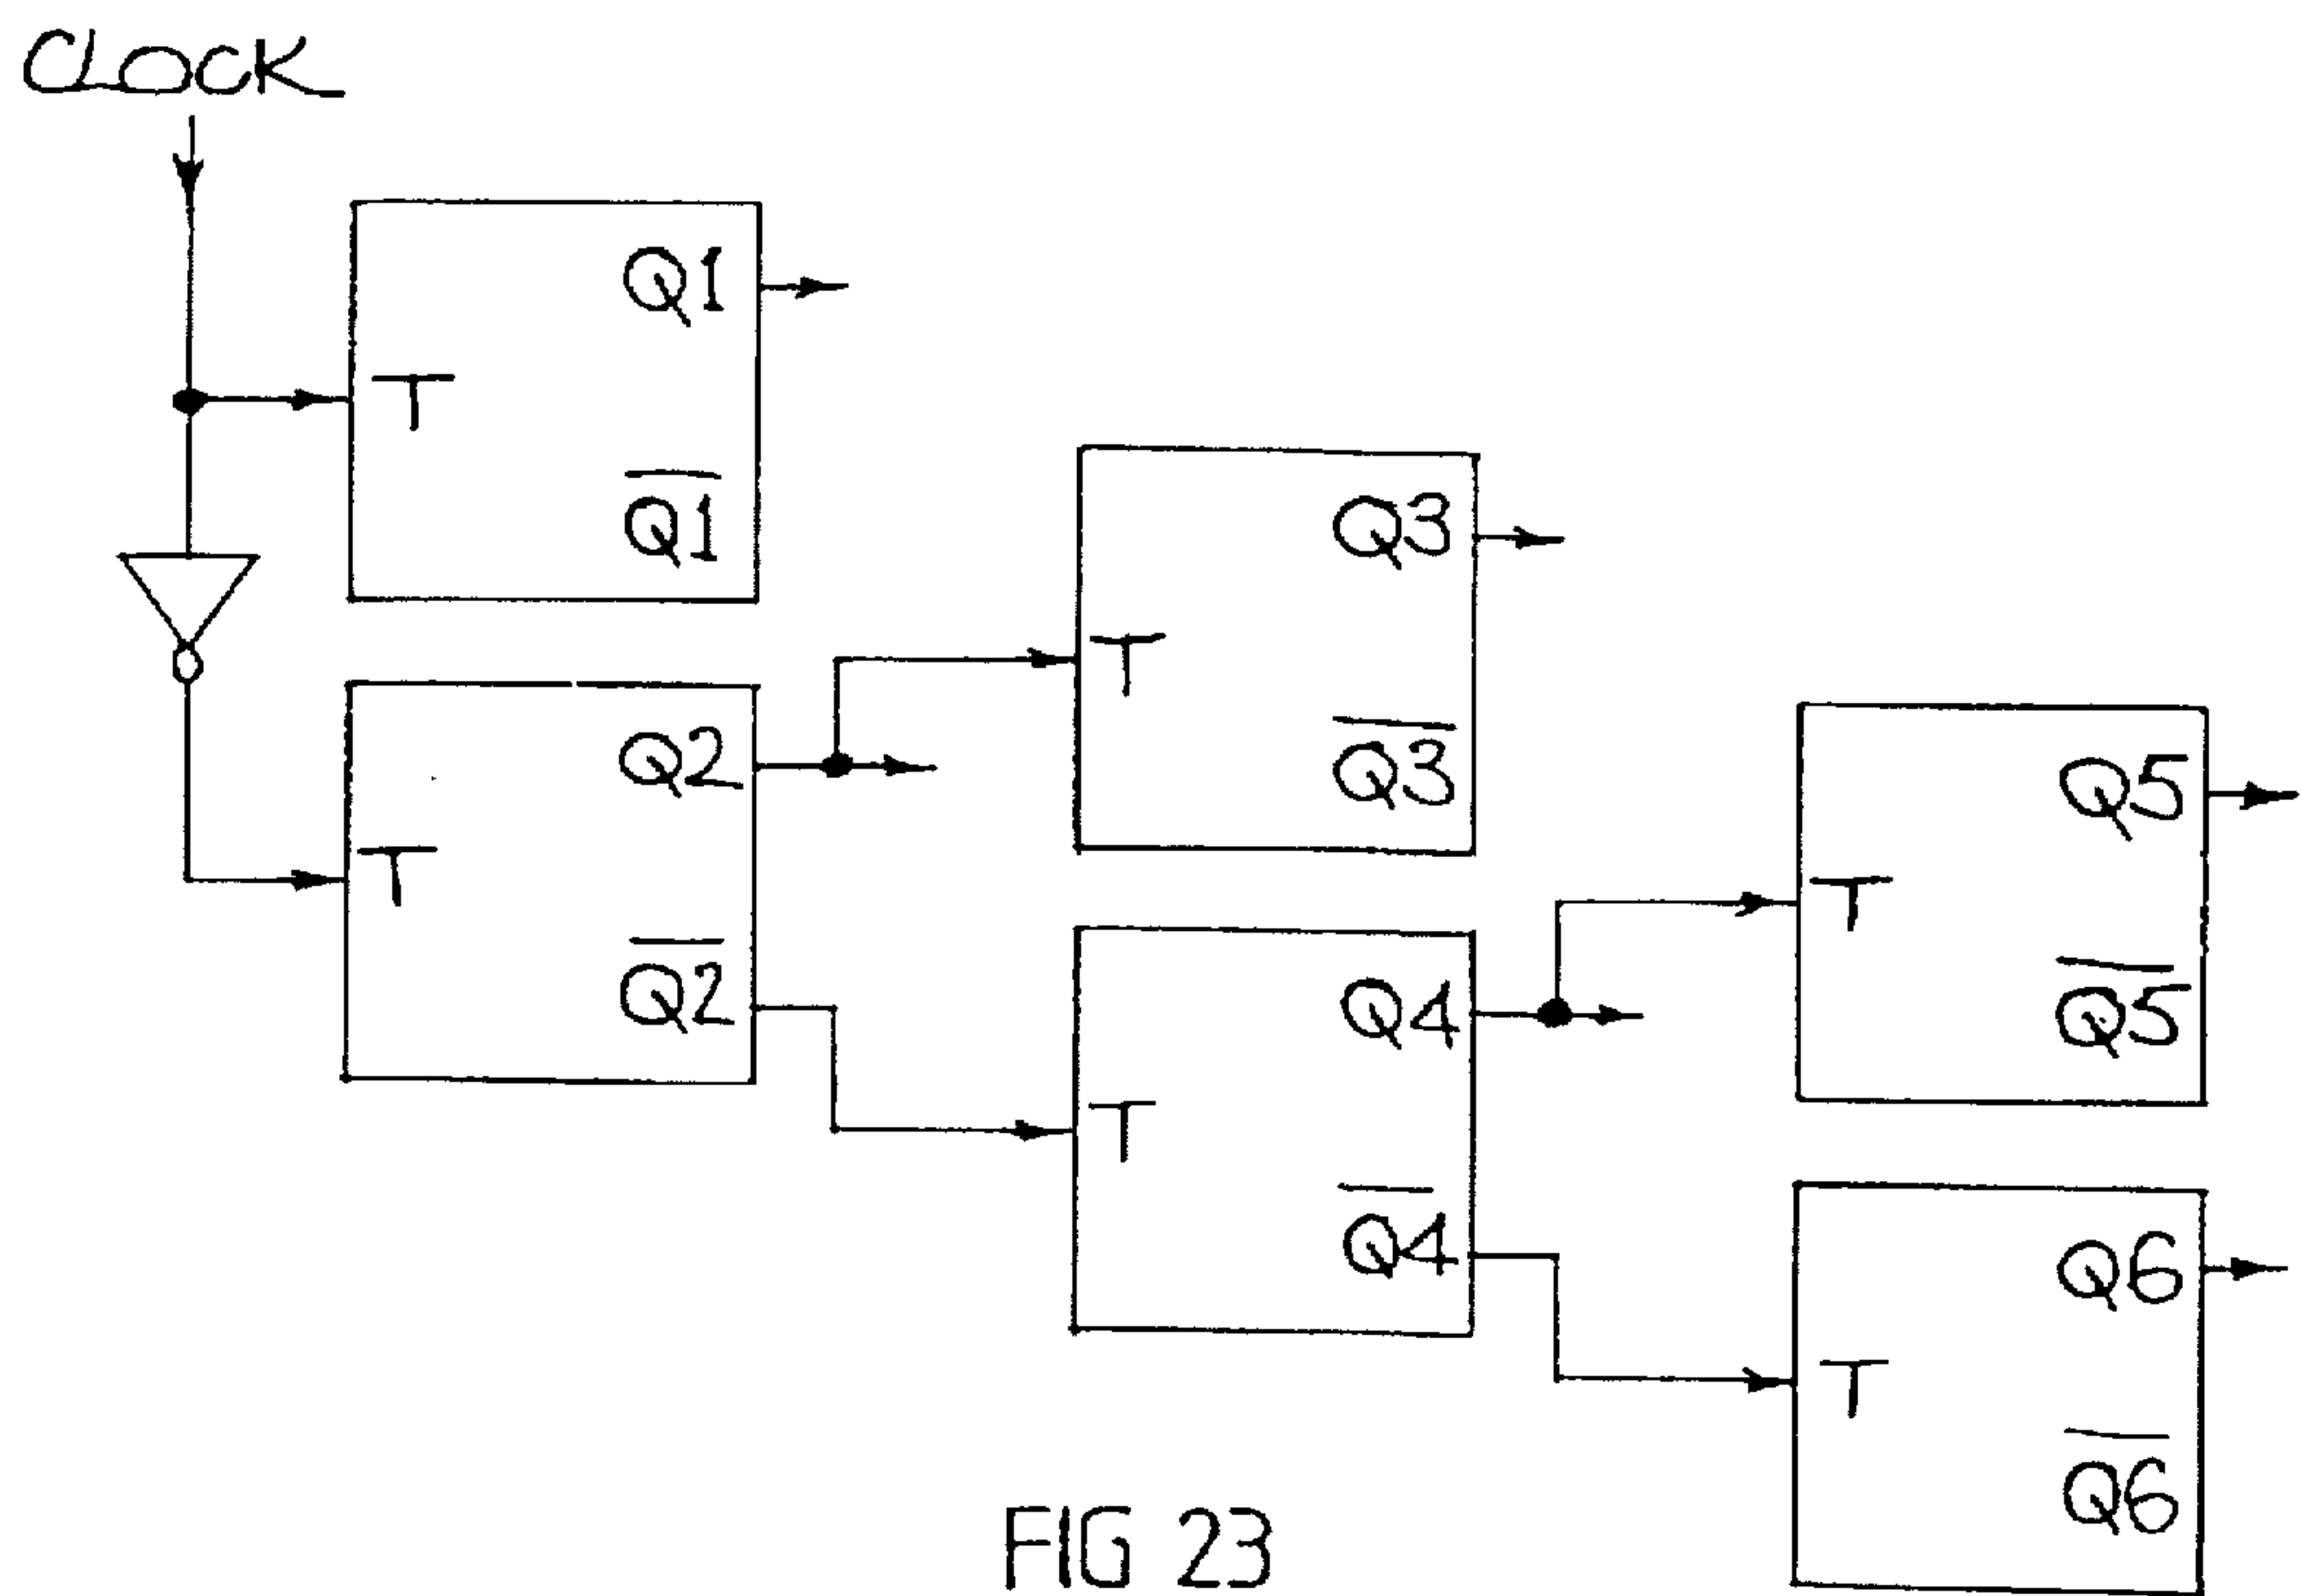 CLOCK
Q1
T
Q̅1̅
Q3
T
Q̅3̅
Q2
T
Q̅2̅
Q5
T
Q̅5̅
Q4
T
Q̅4̅
Q6
T
Q̅6̅
FIG 23